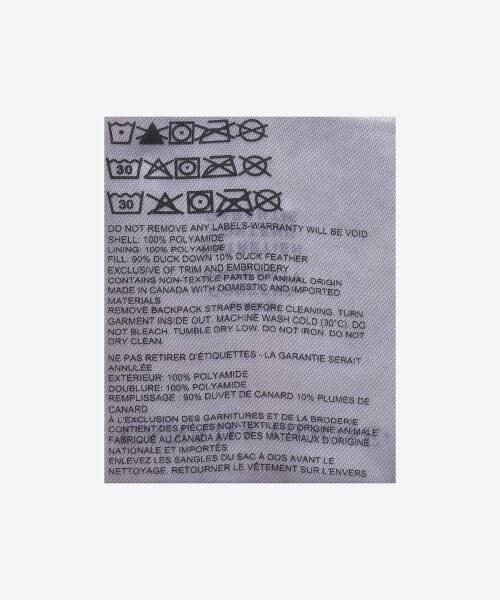 30
30
DO NOT REMOVE ANY LABELS-WARRANTY WILL BE VOID
SHELL: 100% POLYAMIDE
LINING: 100% POLYAMIDE
FILL: 90% DUCK DOWN 10% DUCK FEATHER
EXCLUSIVE OF TRIM AND EMBROIDERY
CONTAINS NON-TEXTILE PARTS OF ANIMAL ORIGIN
MADE IN CANADA WITH DOMESTIC AND IMPORTED
MATERIALS
REMOVE BACKPACK STRAPS BEFORE CLEANING. TURN
GARMENT INSIDE OUT. MACHINE WASH COLD (30°C). DO
NOT BLEACH. TUMBLE DRY LOW. DO NOT IRON. DO NOT
DRY CLEAN.
NE PAS RETIRER D'ÉTIQUETTES - LA GARANTIE SERAIT
ANNULÉE
EXTÉRIEUR: 100% POLYAMIDE
DOUBLURE: 100% POLYAMIDE
REMPLISSAGE : 90% DUVET DE CANARD 10% PLUMES DE
CANARD
À L'EXCLUSION DES GARNITURES ET DE LA BRODERIE
CONTIENT DES PIÈCES NON-TEXTILES D'ORIGINE ANIMALE
FABRIQUÉ AU CANADA AVEC DES MATÉRIAUX D'ORIGINE
NATIONALE ET IMPORTÉS
ENLEVEZ LES SANGLES DU SAC À DOS AVANT LE
NETTOYAGE. RETOURNER LE VÊTEMENT SUR L'ENVERS